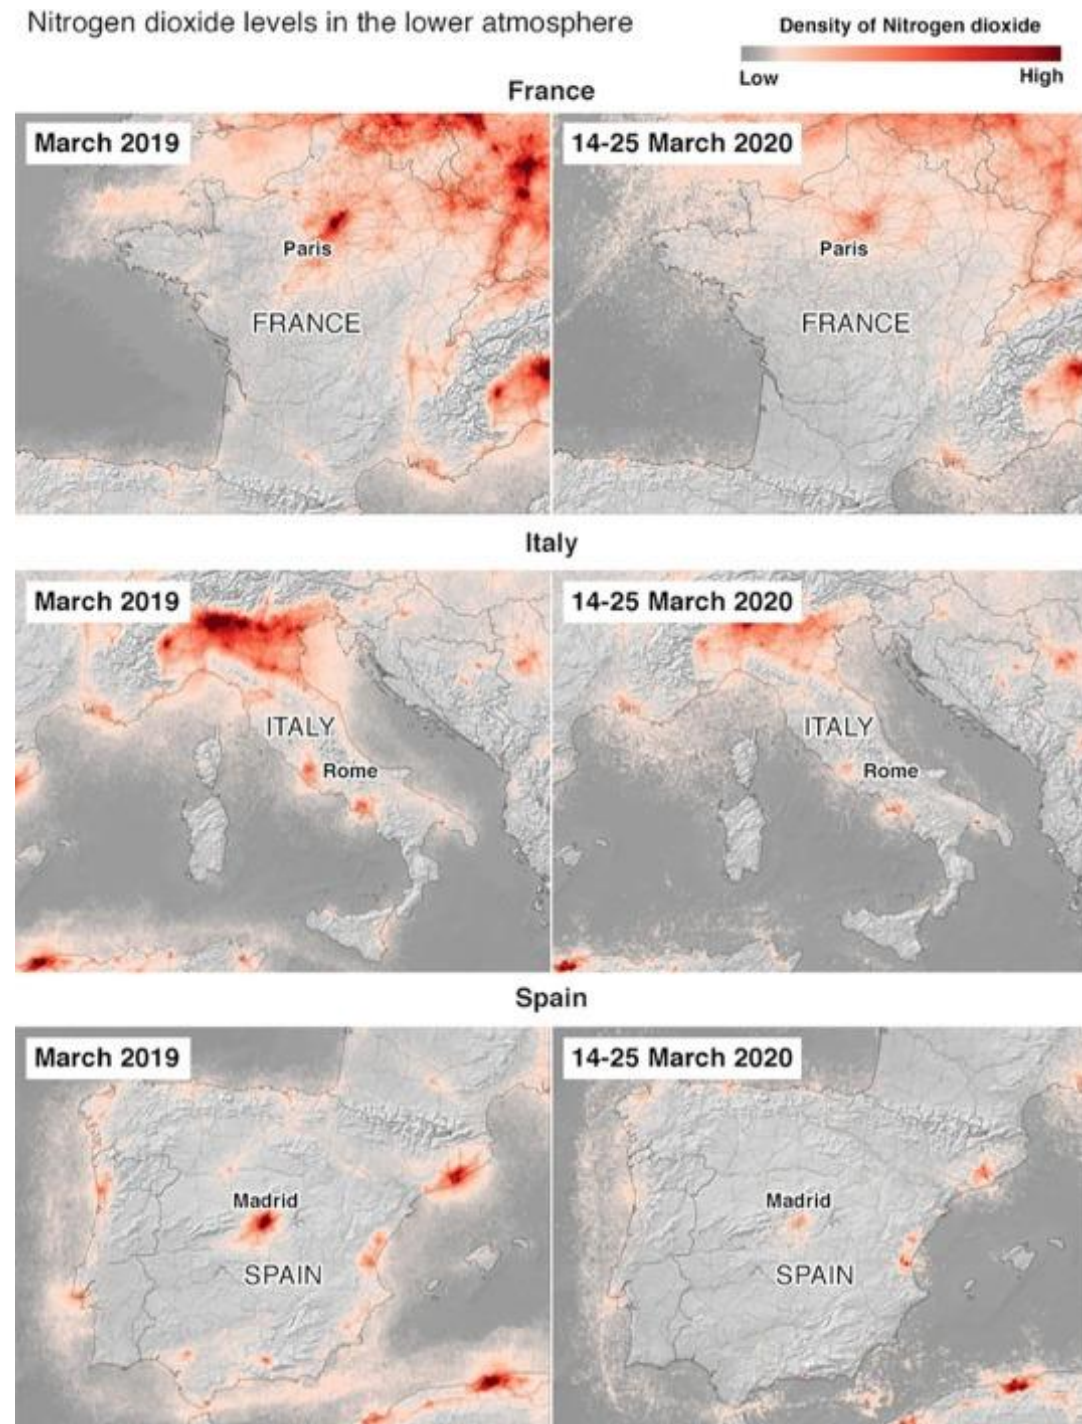 Nitrogen dioxide levels in the lower atmosphere
Density of Nitrogen dioxide
Low High
France
March 2019
14-25 March 2020
Paris
Paris
FRANCE
FRANCE
Italy
March 2019
14-25 March 2020
ITALY
ITALY
Rome
Rome
Spain
March 2019
14-25 March 2020
Madrid
Madrid
SPAIN
SPAIN